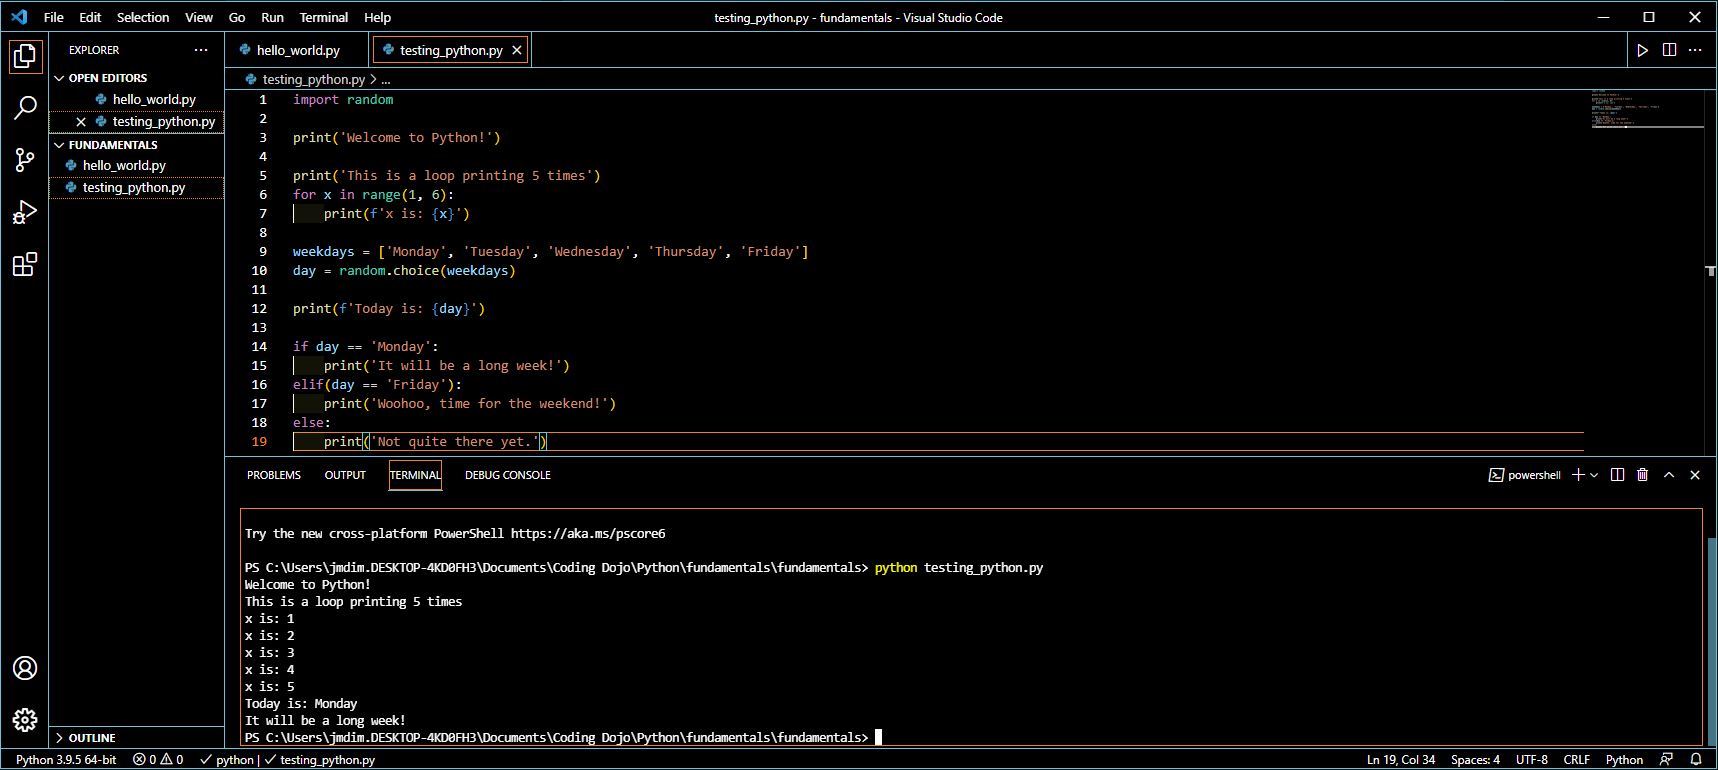 File Edit Selection View Go Run Terminal Help
testing_python.py - fundamentals - Visual Studio Code
EXPLORER
OPEN EDITORS
hello_world.py
testing_python.py
FUNDAMENTALS
hello_world.py
testing_python.py
OUTLINE
hello_world.py
testing_python.py
testing_python.py > ...
1 import random
2
3 print('Welcome to Python!')
4
5 print('This is a loop printing 5 times')
6 for x in range(1, 6):
7     print(f'x is: {x}')
8
9 weekdays = ['Monday', 'Tuesday', 'Wednesday', 'Thursday', 'Friday']
10 day = random.choice(weekdays)
11
12 print(f'Today is: {day}')
13
14 if day == 'Monday':
15     print('It will be a long week!')
16 elif(day == 'Friday'):
17     print('Woohoo, time for the weekend!')
18 else:
19     print('Not quite there yet.')
PROBLEMS OUTPUT TERMINAL DEBUG CONSOLE
powershell
Try the new cross-platform PowerShell https://aka.ms/pscore6
PS C:\Users\jmdim.DESKTOP-4KD0FH3\Documents\Coding Dojo\Python\fundamentals\fundamentals> python testing_python.py
Welcome to Python!
This is a loop printing 5 times
x is: 1
x is: 2
x is: 3
x is: 4
x is: 5
Today is: Monday
It will be a long week!
PS C:\Users\jmdim.DESKTOP-4KD0FH3\Documents\Coding Dojo\Python\fundamentals\fundamentals>
Python 3.9.5 64-bit 0 0 python | testing_python.py
Ln 19, Col 34 Spaces: 4 UTF-8 CRLF Python